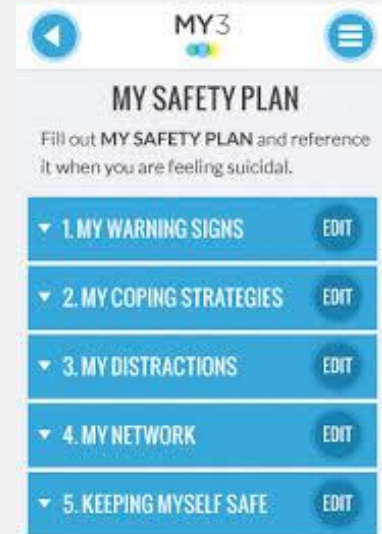 MY3
MY SAFETY PLAN
Fill out MY SAFETY PLAN and reference
it when you are feeling suicidal.
1. MY WARNING SIGNS EDIT
2. MY COPING STRATEGIES EDIT
3. MY DISTRACTIONS EDIT
4. MY NETWORK EDIT
5. KEEPING MYSELF SAFE EDIT